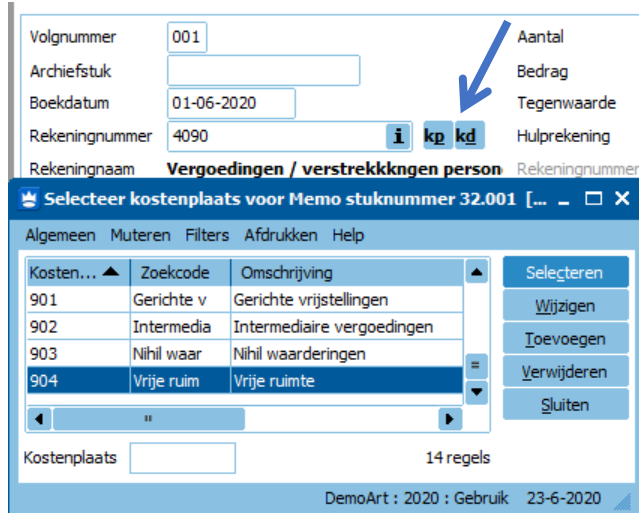 Volgnummer 001 Aantal
Archiefstuk Bedrag
Boekdatum 01-06-2020 Tegenwaarde
Rekeningnummer 4090 i kp kd Hulprekening
Rekeningnaam Vergoedingen / verstrekkkngen person Rekeningnummer
Selecteer kostenplaats voor Memo stuknummer 32.001 [...
Algemeen Muteren Filters Afdrukken Help
Kosten... Zoekcode Omschrijving Selecteren
901 Gerichte v Gerichte vrijstellingen Wijzigen
902 Intermedia Intermediaire vergoedingen Toevoegen
903 Nihil waar Nihil waarderingen Verwijderen
904 Vrije ruim Vrije ruimte Sluiten
Kostenplaats 14 regels
DemoArt : 2020 : Gebruik 23-6-2020